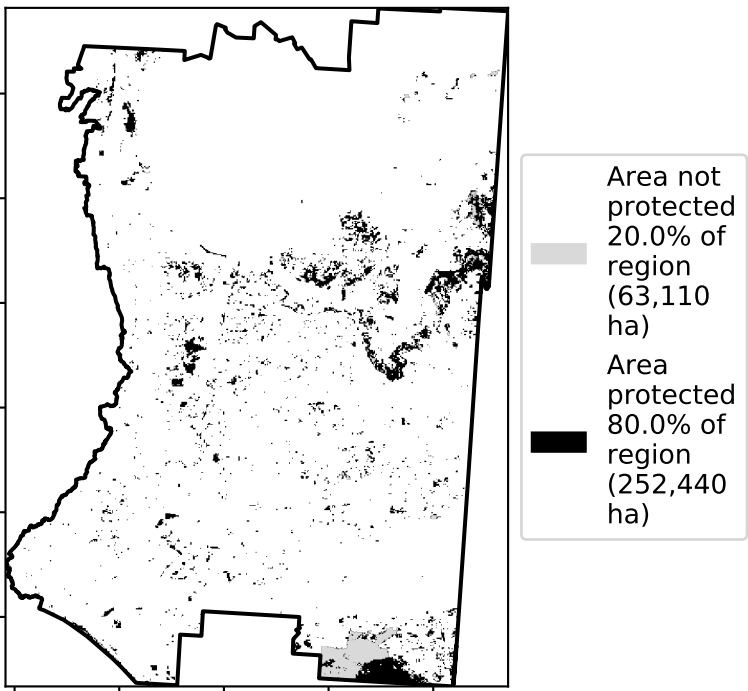 Area not
protected
20.0% of
region
(63,110
ha)
Area
protected
80.0% of
region
(252,440
ha)